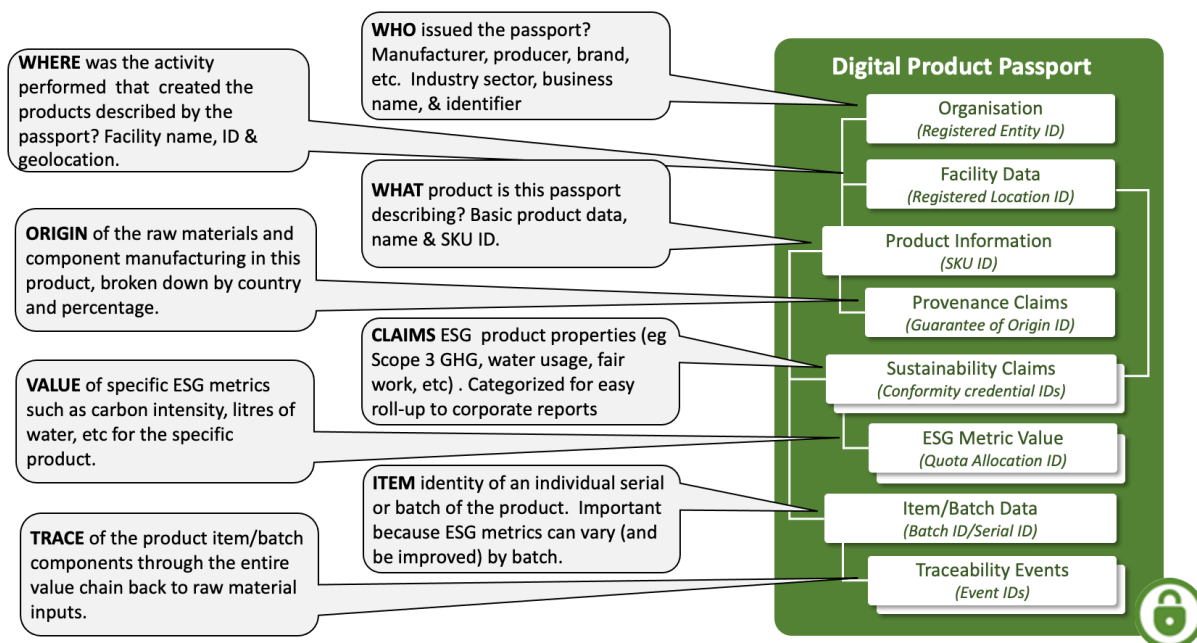 WHO issued the passport?
Manufacturer, producer, brand,
etc.  Industry sector, business
name, & identifier
WHERE was the activity
performed  that  created the
products described by the
passport? Facility name, ID &
geolocation.
WHAT product is this passport
describing? Basic product data,
name & SKU ID.
ORIGIN of the raw materials and
component manufacturing in this
product, broken down by country
and percentage.
CLAIMS ESG  product properties (eg
Scope 3 GHG, water usage, fair
work, etc) . Categorized for easy
roll-up to corporate reports
VALUE of specific ESG metrics
such as carbon intensity, litres of
water, etc for the specific
product.
ITEM identity of an individual serial
or batch of the product.  Important
because ESG metrics can vary (and
be improved) by batch.
TRACE of the product item/batch
components through the entire
value chain back to raw material
inputs.
Digital Product Passport
Organisation
(Registered Entity ID)
Facility Data
(Registered Location ID)
Product Information
(SKU ID)
Provenance Claims
(Guarantee of Origin ID)
Sustainability Claims
(Conformity credential IDs)
ESG Metric Value
(Quota Allocation ID)
Item/Batch Data
(Batch ID/Serial ID)
Traceability Events
(Event IDs)